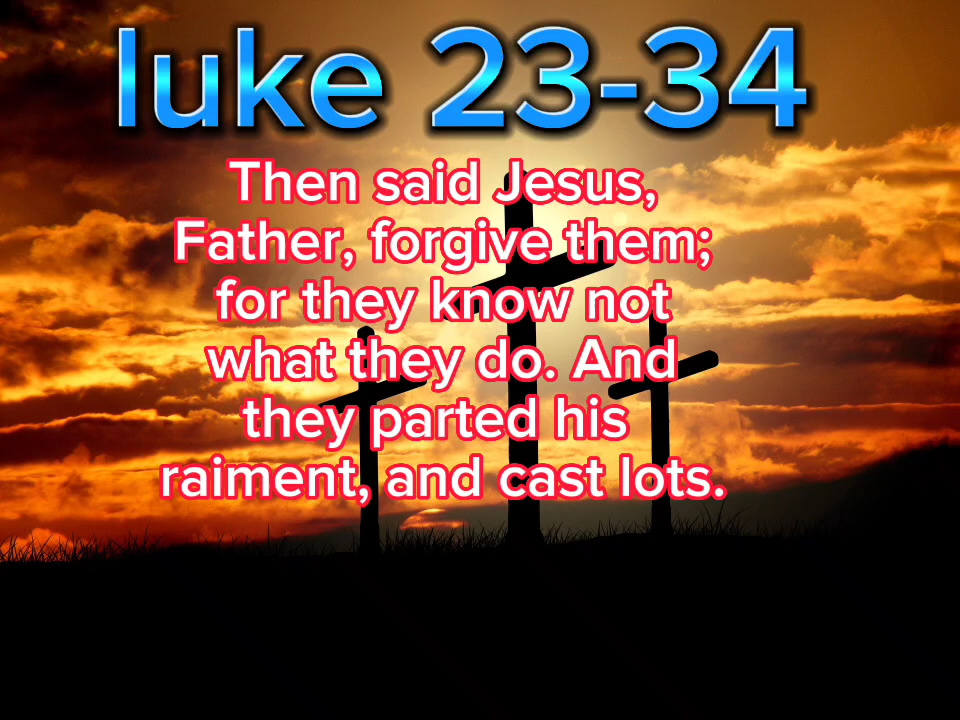 luke 23-34
Then said Jesus,
Father, forgive them;
for they know not
what they do. And
they parted his
raiment, and cast lots.